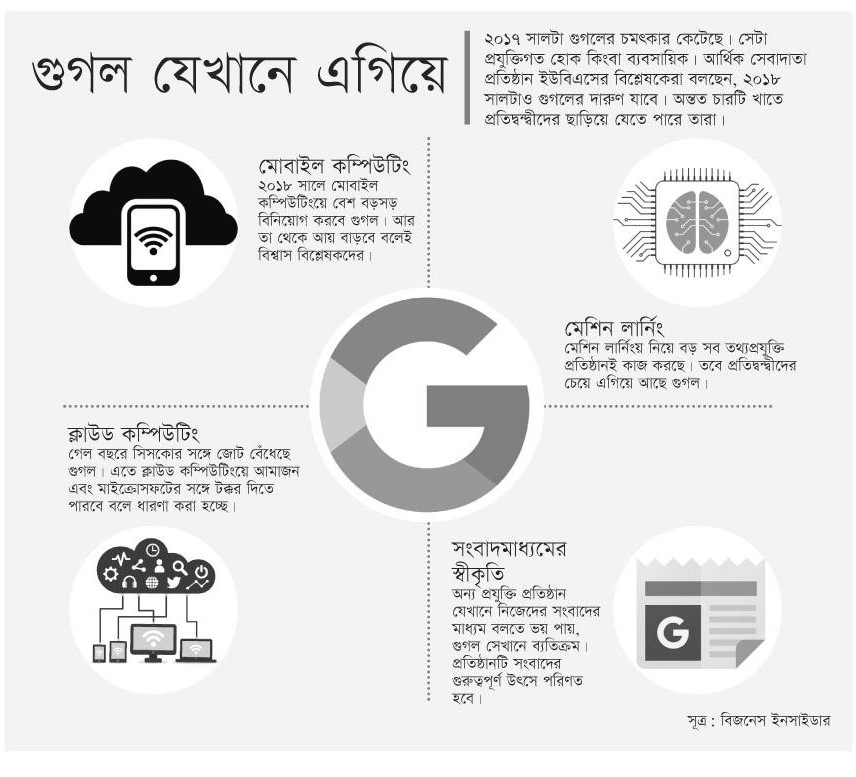 গুগল যেখানে এগিয়ে
২০১৭ সালটা গুগলের চমৎকার কেটেছে। সেটা
প্রযুক্তিগত হোক কিংবা ব্যবসায়িক। আর্থিক সেবাদাতা
প্রতিষ্ঠান ইউবিএসের বিশ্লেষকেরা বলছেন, ২০১৮
সালটাও গুগলের দারুণ যাবে। অন্তত চারটি খাতে
প্রতিদ্বন্দ্বীদের ছাড়িয়ে যেতে পারে তারা।
মোবাইল কম্পিউটিং
২০১৮ সালে মোবাইল
কম্পিউটিংয়ে বেশ বড়সড়
বিনিয়োগ করবে গুগল। আর
তা থেকে আয় বাড়বে বলেই
বিশ্বাস বিশ্লেষকদের।
মেশিন লার্নিং
মেশিন লার্নিংয় নিয়ে বড় সব তথ্যপ্রযুক্তি
প্রতিষ্ঠানই কাজ করছে। তবে প্রতিদ্বন্দ্বীদের
চেয়ে এগিয়ে আছে গুগল।
ক্লাউড কম্পিউটিং
গেল বছরে সিসকোর সঙ্গে জোট বেঁধেছে
গুগল। এতে ক্লাউড কম্পিউটিংয়ে আমাজন
এবং মাইক্রোসফটের সঙ্গে টক্কর দিতে
পারবে বলে ধারণা করা হচ্ছে।
সংবাদমাধ্যমের
স্বীকৃতি
অন্য প্রযুক্তি প্রতিষ্ঠান
যেখানে নিজেদের সংবাদের
মাধ্যম বলতে ভয় পায়,
গুগল সেখানে ব্যতিক্রম।
প্রতিষ্ঠানটি সংবাদের
গুরুত্বপূর্ণ উৎসে পরিণত
হবে।
G
G
সূত্র : বিজনেস ইনসাইডার